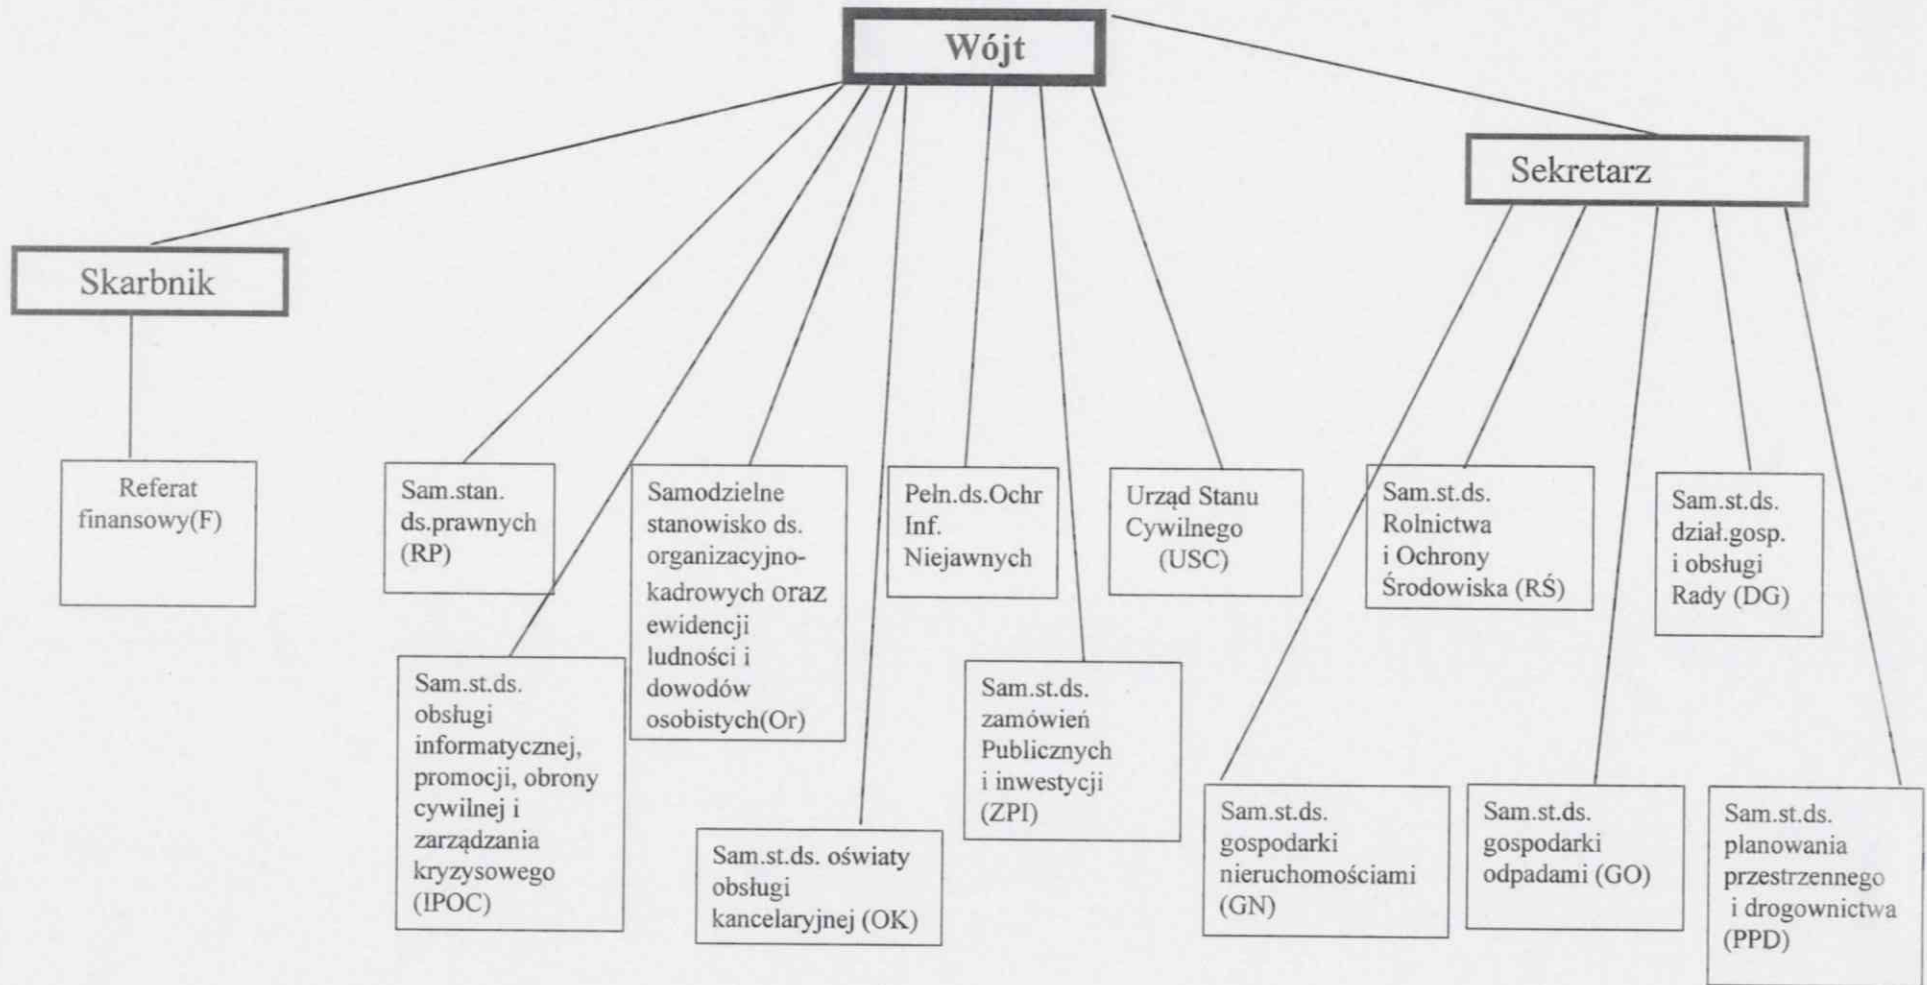 Wójt
Sekretarz
Skarbnik
Referat
finansowy(F)
Sam.stan.
ds.prawnych
(RP)
Samodzielne
stanowisko ds.
organizacyjno-
kadrowych oraz
ewidencji
ludności i
dowodów
osobistych(Or)
Pełn.ds.Ochr
Inf.
Niejawnych
Urząd Stanu
Cywilnego
(USC)
Sam.st.ds.
Rolnictwa
i Ochrony
Środowiska (RŚ)
Sam.st.ds.
dział.gosp.
i obsługi
Rady (DG)
Sam.st.ds.
obsługi
informatycznej,
promocji, obrony
cywilnej i
zarządzania
kryzysowego
(IPOC)
Sam.st.ds. oświaty
obsługi
kancelaryjnej (OK)
Sam.st.ds.
zamówień
Publicznych
i inwestycji
(ZPI)
Sam.st.ds.
gospodarki
nieruchomościami
(GN)
Sam.st.ds.
gospodarki
odpadami (GO)
Sam.st.ds.
planowania
przestrzennego
i drogownictwa
(PPD)